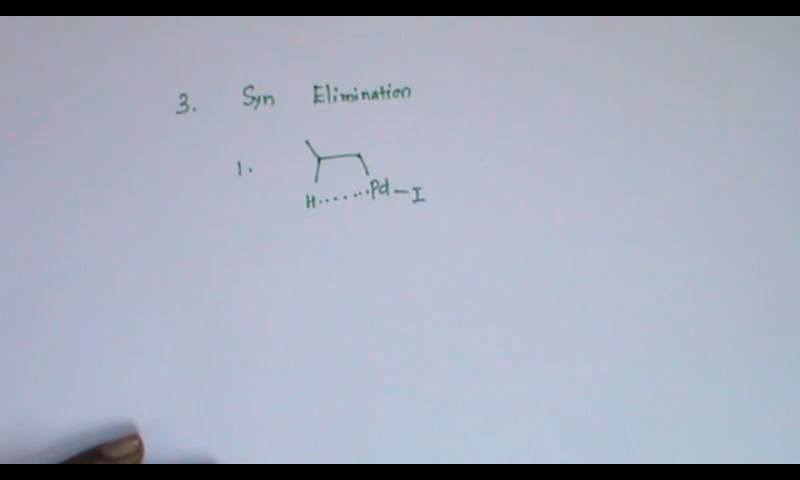 3. Syn Elimination
1.
H.......Pd-I